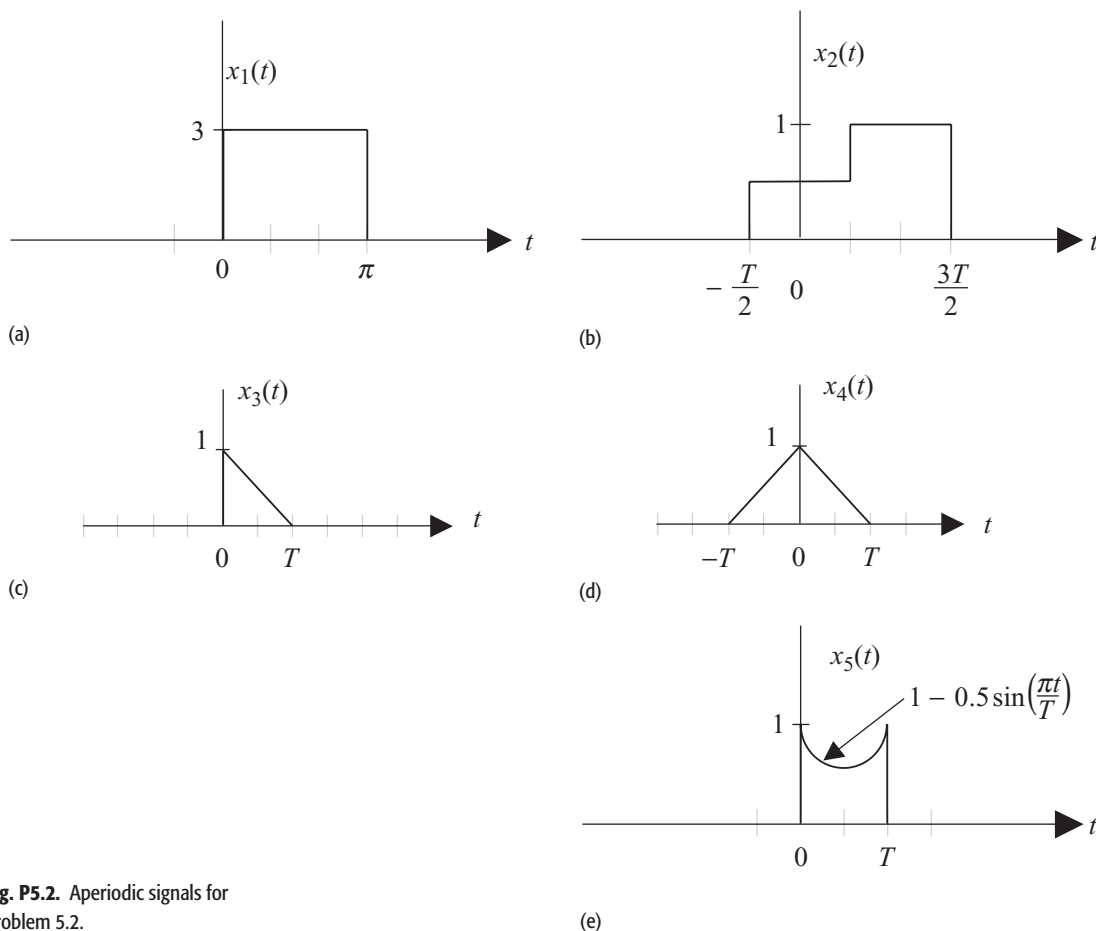 x₁(t)
3
0 π t
(a)
x₂(t)
1
− T/2 0 3T/2 t
(b)
x₃(t)
1
0 T t
(c)
x₄(t)
1
−T 0 T t
(d)
x₅(t)
1 − 0.5 sin(πt/T)
1
0 T t
(e)
g. P5.2. Aperiodic signals for
roblem 5.2.